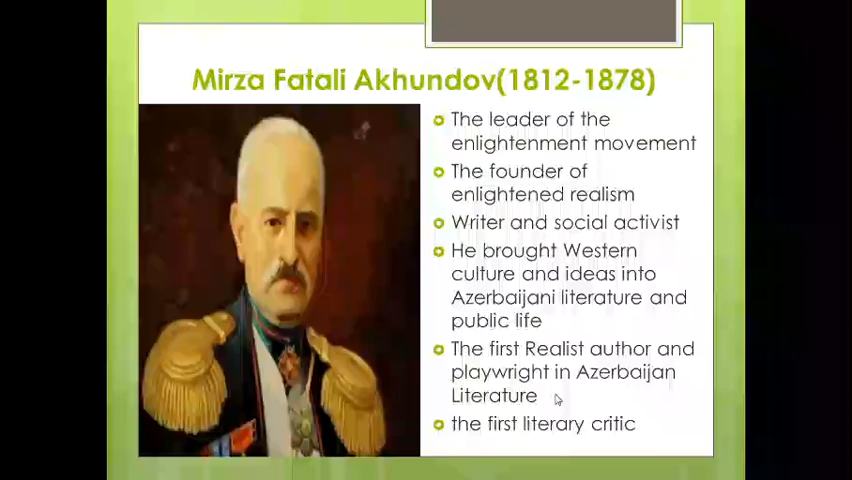 Mirza Fatali Akhundov(1812-1878)
The leader of the
enlightenment movement
The founder of
enlightened realism
Writer and social activist
He brought Western
culture and ideas into
Azerbaijani literature and
public life
The first Realist author and
playwright in Azerbaijan
Literature
the first literary critic